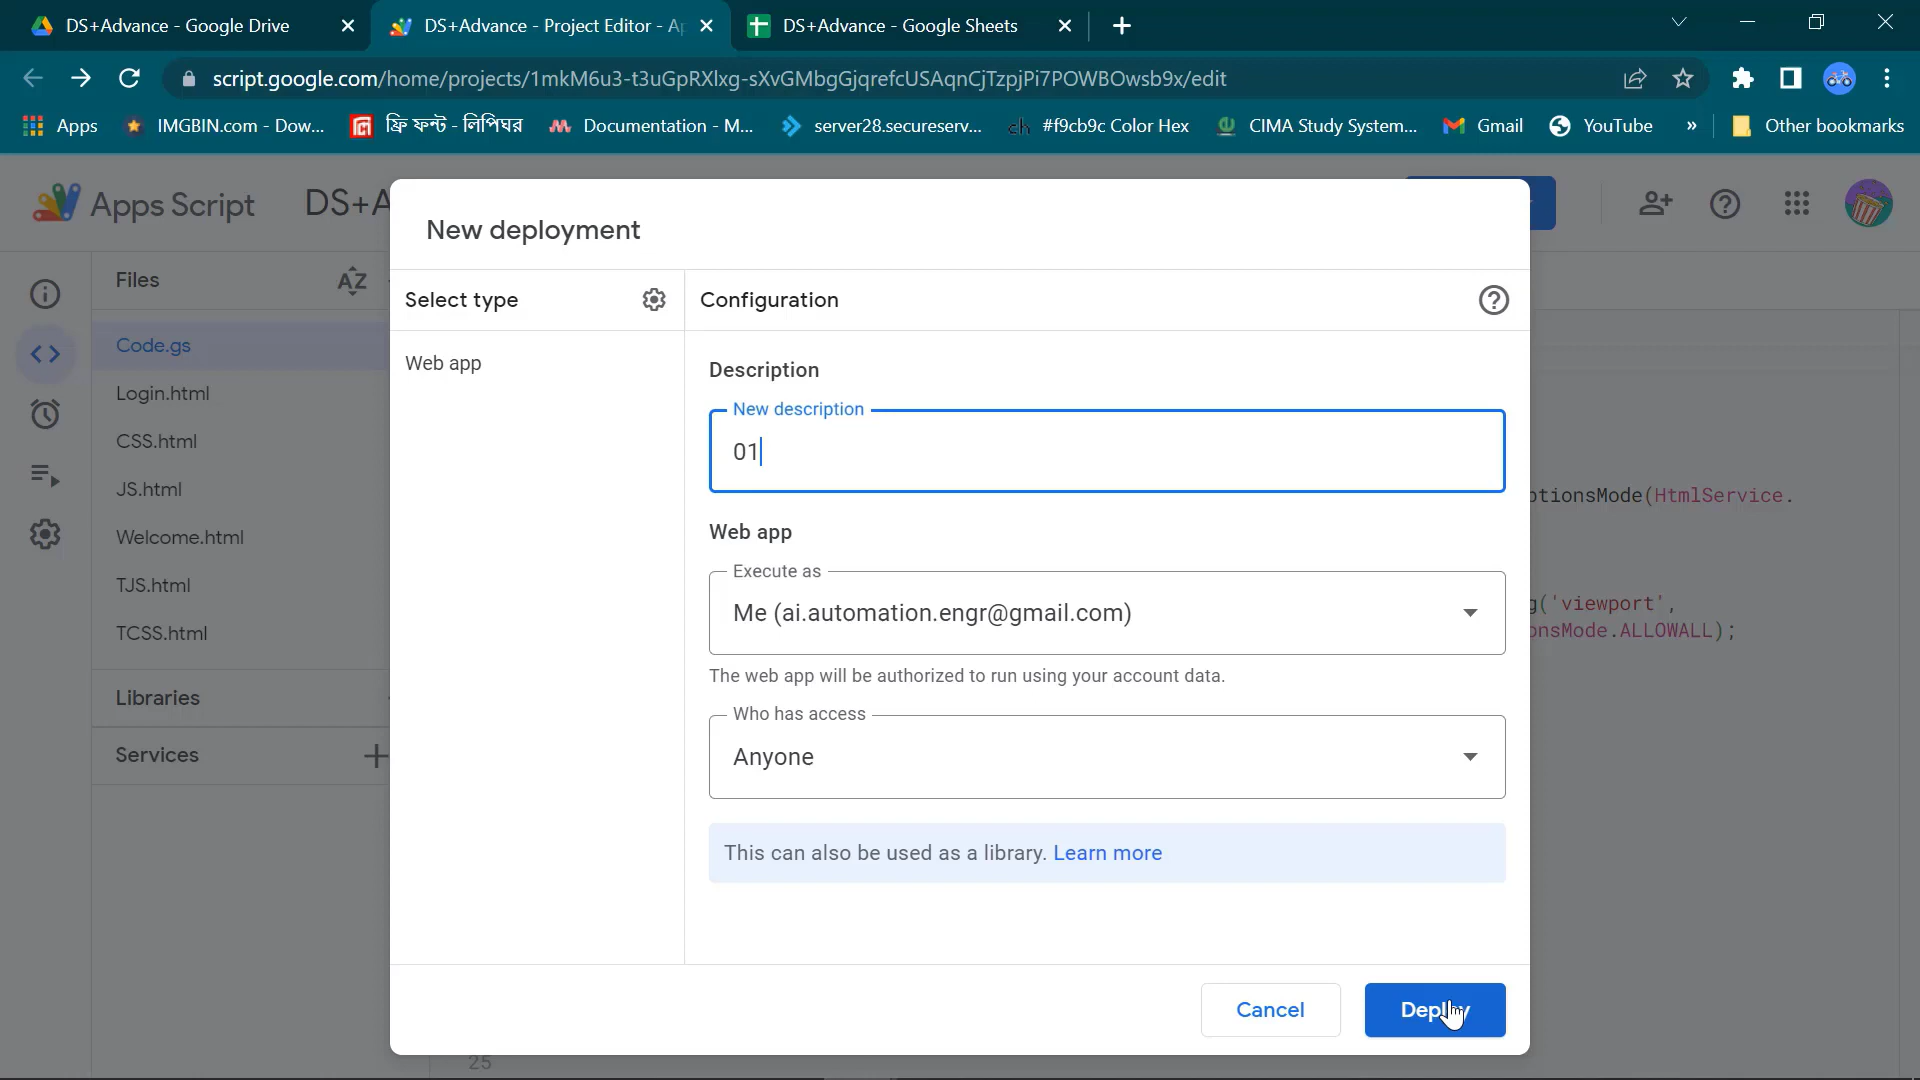 DS+Advance - Google Drive
DS+Advance - Project Editor - Ap
DS+Advance - Google Sheets
script.google.com/home/projects/1mkM6u3-t3uGpRXlxg-sXvGMbgGjqrefcUSAqnCjTzpjPi7POWBOwsb9x/edit
Apps
IMGBIN.com - Dow...
ফ্রি ফন্ট - লিপিঘর
Documentation - M...
server28.secureserv...
#f9cb9c Color Hex
CIMA Study System...
Gmail
YouTube
»
Other bookmarks
Apps Script
DS+A
New deployment
Files
Select type
Configuration
Code.gs
Web app
Description
Login.html
New description
CSS.html
01
JS.html
ptionsMode(HtmlService.
Welcome.html
Web app
Execute as
TJS.html
Me (ai.automation.engr@gmail.com)
g('viewport',
TCSS.html
onsMode.ALLOWALL);
The web app will be authorized to run using your account data.
Libraries
Who has access
Services
Anyone
This can also be used as a library. Learn more
Cancel
Deploy
25